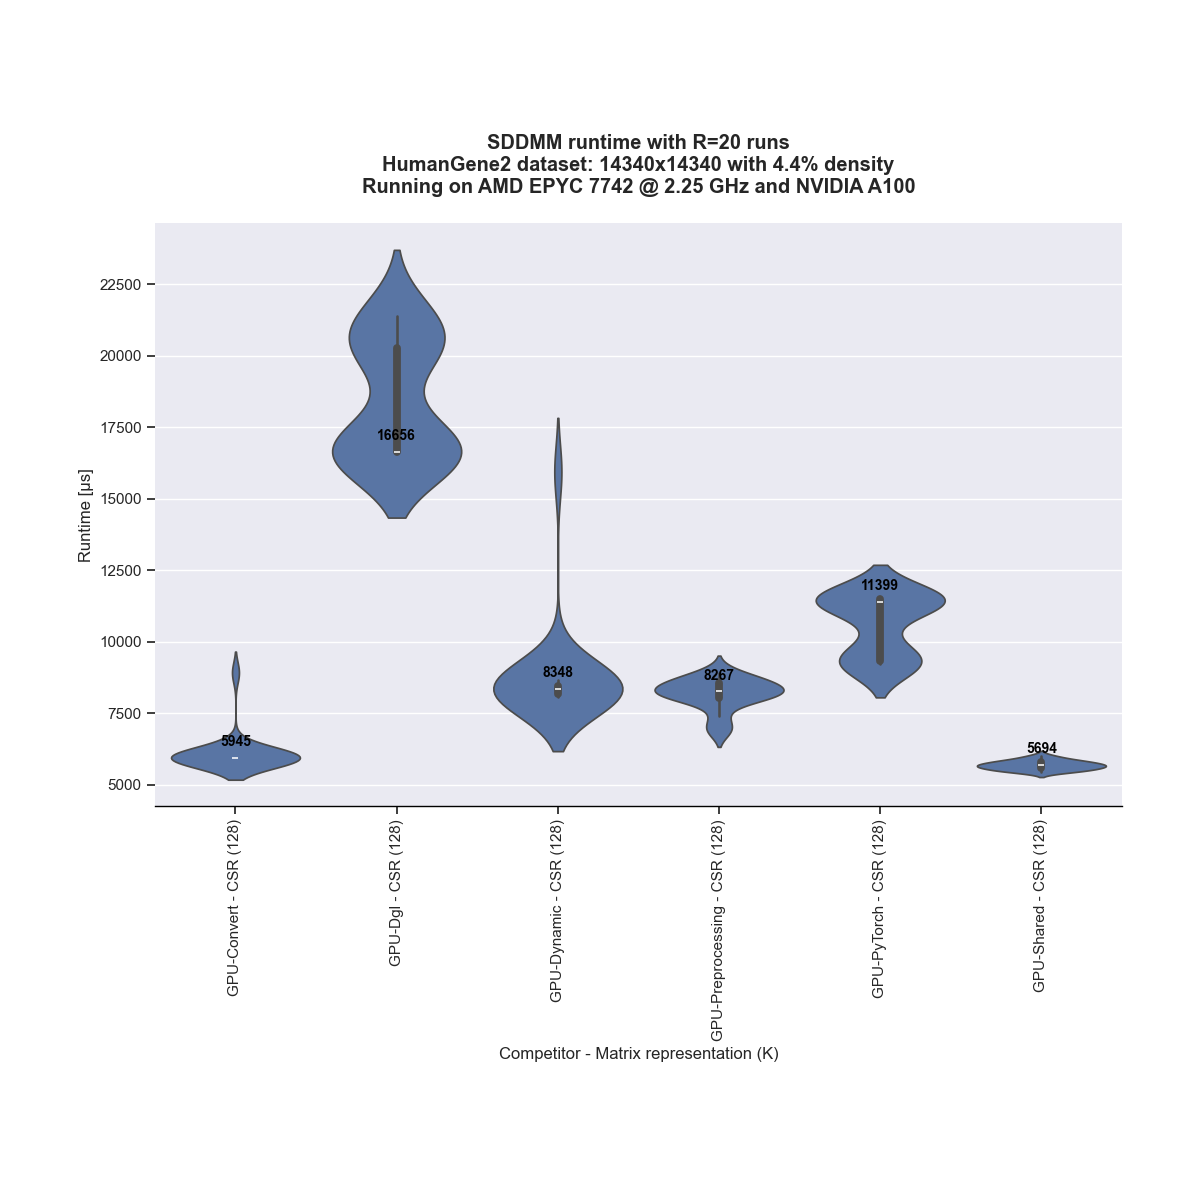 SDDMM runtime with R=20 runs
HumanGene2 dataset: 14340x14340 with 4.4% density
Running on AMD EPYC 7742 @ 2.25 GHz and NVIDIA A100
Runtime [μs]
22500
20000
17500
15000
12500
10000
7500
5000
5945
16656
8348
8267
11399
5694
GPU-Convert - CSR (128)
GPU-Dgl - CSR (128)
GPU-Dynamic - CSR (128)
GPU-Preprocessing - CSR (128)
GPU-PyTorch - CSR (128)
GPU-Shared - CSR (128)
Competitor - Matrix representation (K)